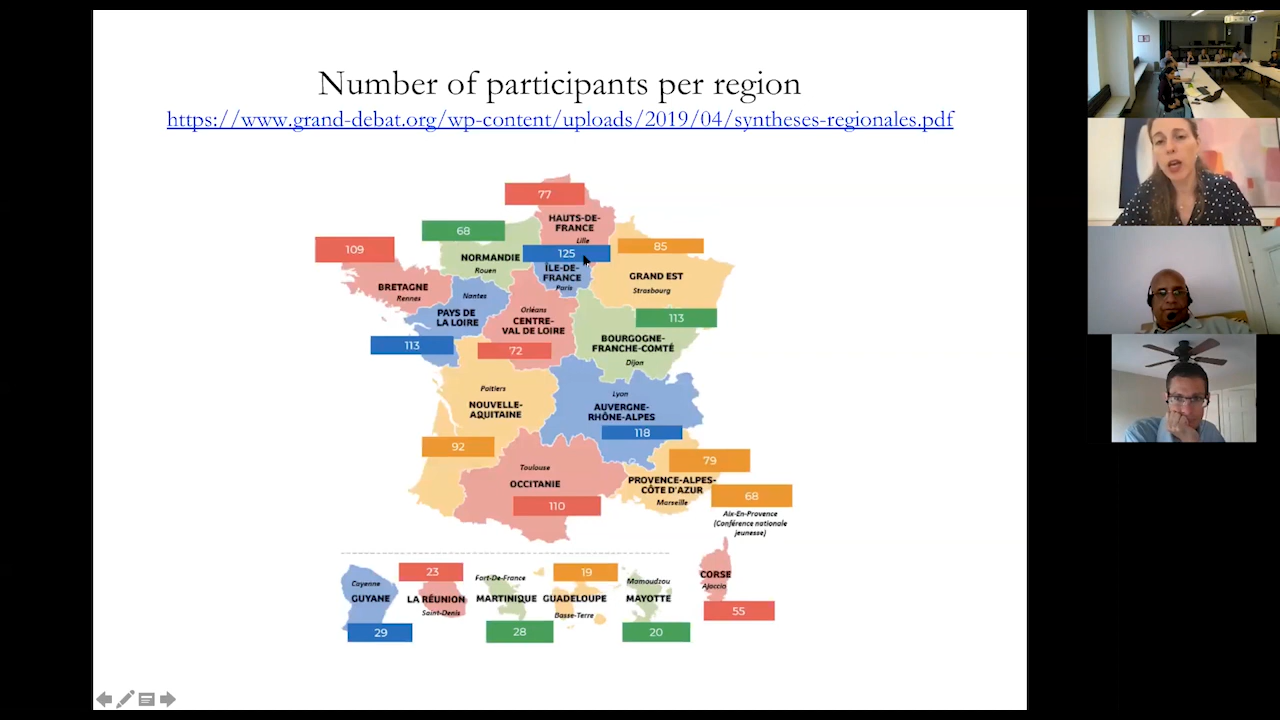 Number of participants per region
https://www.grand-debat.org/wp-content/uploads/2019/04/syntheses-regionales.pdf
77
HAUTS-DE-
FRANCE
Lille
68
NORMANDIE
Rouen
125
ÎLE-DE-
FRANCE
Paris
85
GRAND EST
Strasbourg
109
BRETAGNE
Rennes
Nantes
PAYS DE
LA LOIRE
113
Orléans
CENTRE-
VAL DE LOIRE
72
113
BOURGOGNE-
FRANCHE-COMTÉ
Dijon
Poitiers
NOUVELLE-
AQUITAINE
92
Lyon
AUVERGNE-
RHÔNE-ALPES
118
Toulouse
OCCITANIE
110
79
PROVENCE-ALPES-
CÔTE D'AZUR
Marseille
68
Aix-En-Provence
(Conférence nationale
jeunesse)
Cayenne
GUYANE
29
23
LA RÉUNION
Saint-Denis
Fort-De-France
MARTINIQUE
28
19
GUADELOUPE
Basse-Terre
Mamoudzou
MAYOTTE
20
CORSE
Ajaccio
55